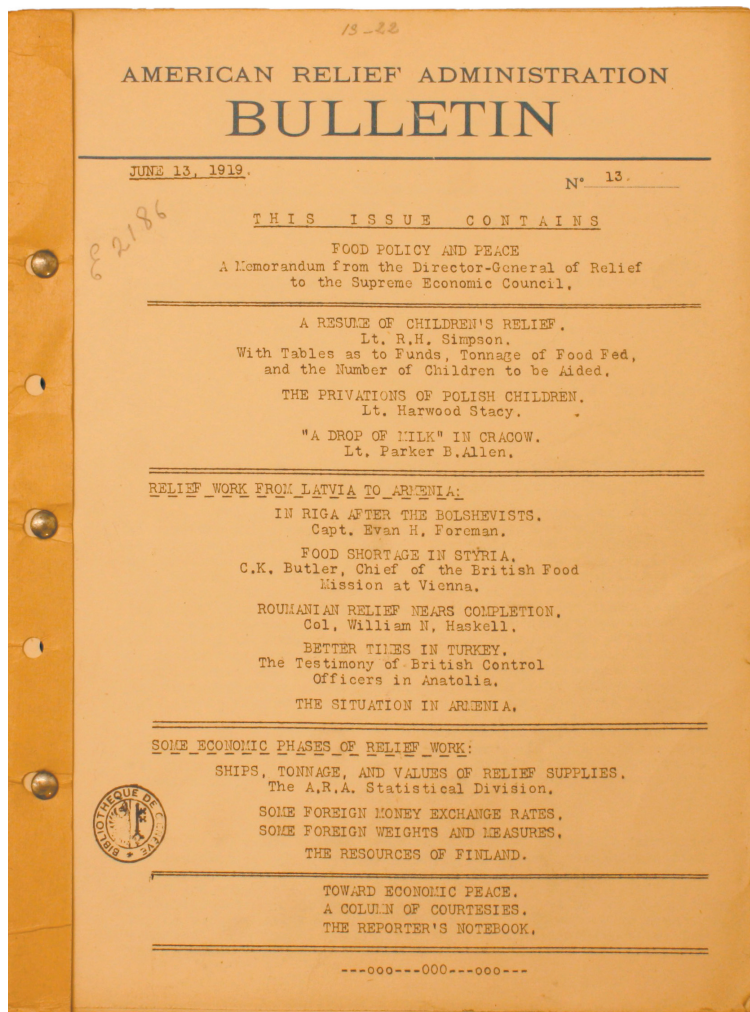 13-22
AMERICAN RELIEF ADMINISTRATION
BULLETIN
JUNE 13, 1919.
N° 13.
E 2186
THIS ISSUE CONTAINS
FOOD POLICY AND PEACE
A Memorandum from the Director-General of Relief
to the Supreme Economic Council.
A RESUME OF CHILDREN'S RELIEF.
Lt. R.H. Simpson.
With Tables as to Funds, Tonnage of Food Fed,
and the Number of Children to be Aided.
THE PRIVATIONS OF POLISH CHILDREN.
Lt. Harwood Stacy.
"A DROP OF MILK" IN CRACOW.
Lt. Parker B.Allen.
RELIEF WORK FROM LATVIA TO ARMENIA:
IN RIGA AFTER THE BOLSHEVISTS.
Capt. Evan H. Foreman.
FOOD SHORTAGE IN STYRIA.
C.K. Butler, Chief of the British Food
Mission at Vienna.
ROUMANIAN RELIEF NEARS COMPLETION.
Col. William N. Haskell.
BETTER TIMES IN TURKEY.
The Testimony of British Control
Officers in Anatolia.
THE SITUATION IN ARMENIA.
SOME ECONOMIC PHASES OF RELIEF WORK:
SHIPS, TONNAGE, AND VALUES OF RELIEF SUPPLIES.
The A.R.A. Statistical Division.
SOME FOREIGN MONEY EXCHANGE RATES.
SOME FOREIGN WEIGHTS AND MEASURES.
THE RESOURCES OF FINLAND.
BIBLIOTHEQUE DE GENEVE
TOWARD ECONOMIC PEACE.
A COLUMN OF COURTESIES.
THE REPORTER'S NOTEBOOK.
---ooo---OOO---ooo---